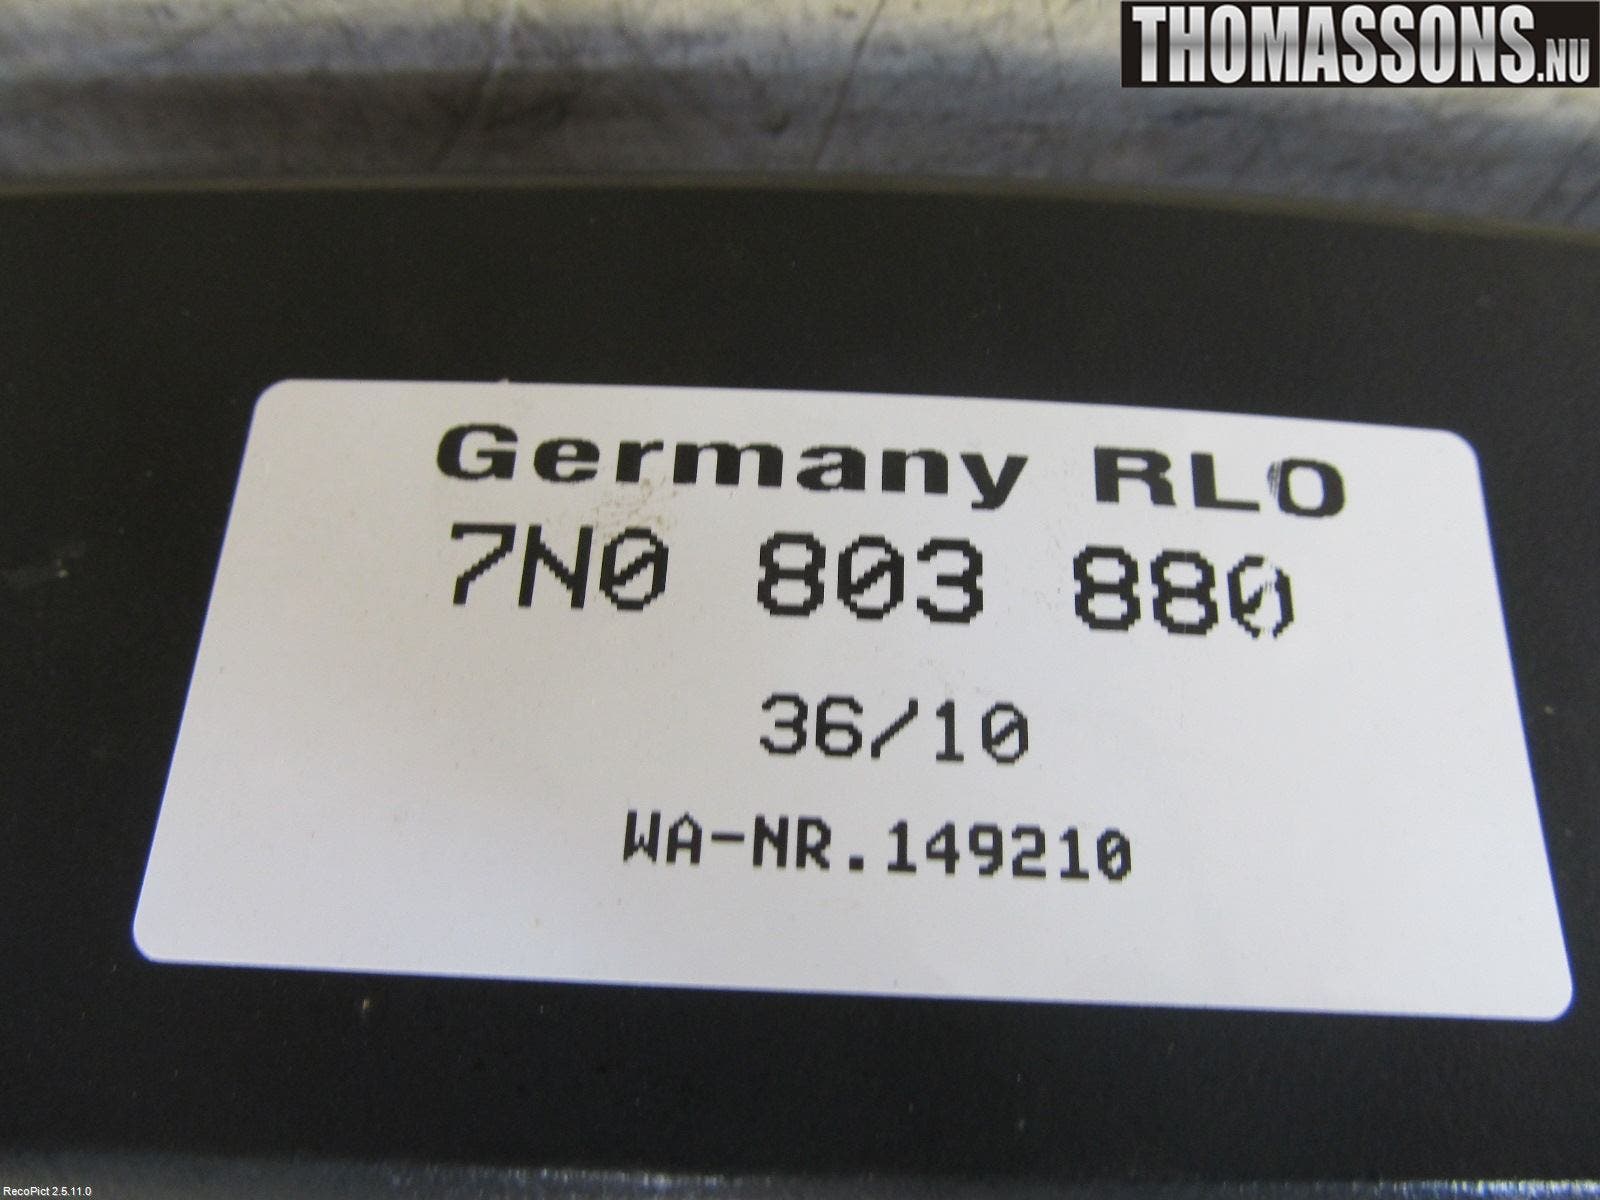 THOMASSONS.NU
Germany RLO
7N0 803 880
36/10
WA-NR.149210
RecoPict 2.5.11.0